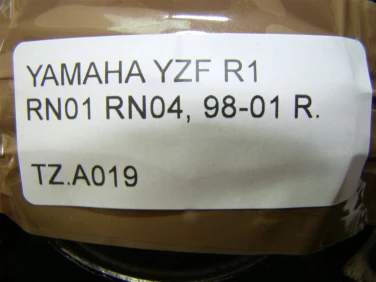 YAMAHA YZF R1
RN01 RN04, 98-01 R.
TZ.A019